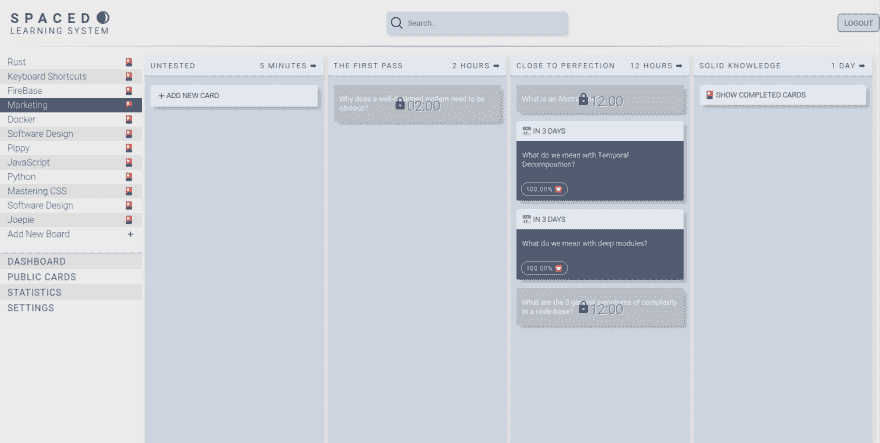 SPACED
LEARNING SYSTEM
Search...
LOGOUT
Rust
Keyboard Shortcuts
FireBase
Marketing
Docker
Software Design
Pippy
JavaScript
Python
Mastering CSS
Software Design
Joepie
Add New Board +
DASHBOARD
PUBLIC CARDS
STATISTICS
SETTINGS
UNTESTED 5 MINUTES ➡
+ ADD NEW CARD
THE FIRST PASS 2 HOURS ➡
Why does a well-designed system need to be
obvious?
02:00
CLOSE TO PERFECTION 12 HOURS ➡
What is an
12:00
IN 3 DAYS
What do we mean with Temporal
Decomposition?
100.00%
IN 3 DAYS
What do we mean with deep modules?
100.00%
What are the 3 general symptoms of complexity
in a code-base?
12:00
SOLID KNOWLEDGE 1 DAY ➡
SHOW COMPLETED CARDS